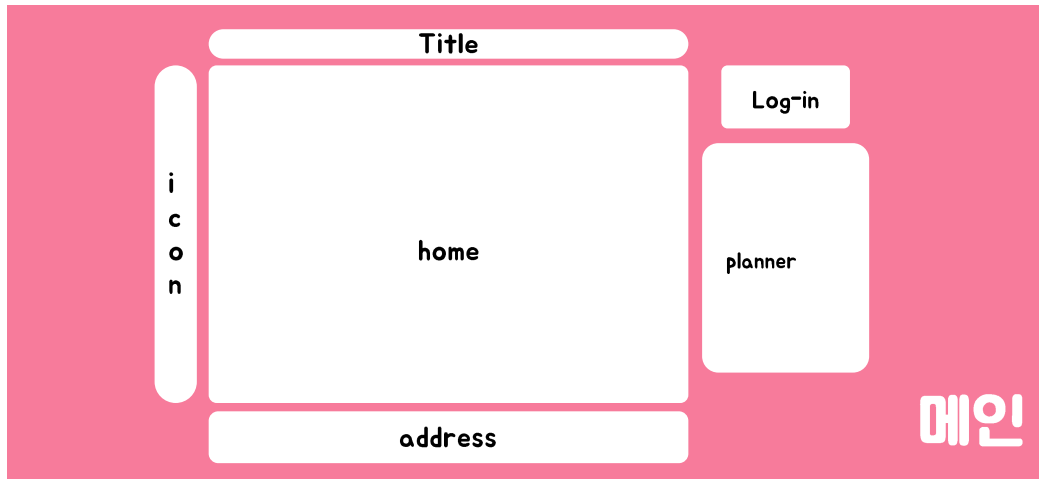 Title
Log-in
i
c
o
n
home
planner
address
메인